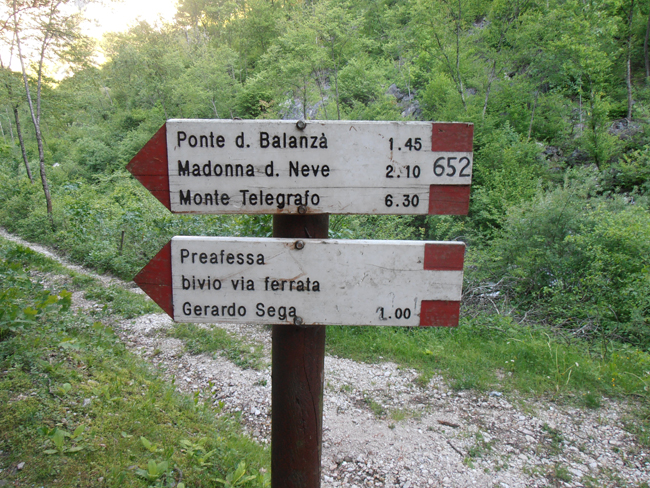 Ponte d. Balanzà 1.45
Madonna d. Neve 2.10 652
Monte Telegrafo 6.30
Preafessa
bivio via ferrata
Gerardo Sega 1.00